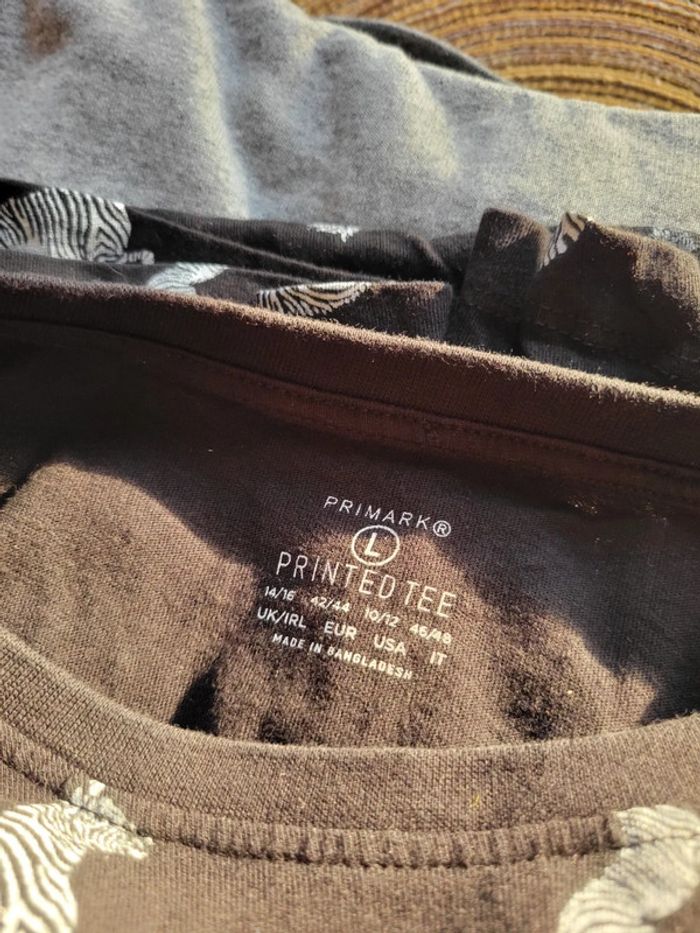 PRIMARK®
L
PRINTED TEE
14/16 42/44 10/12 46/48
UK/IRL EUR USA IT
MADE IN BANGLADESH